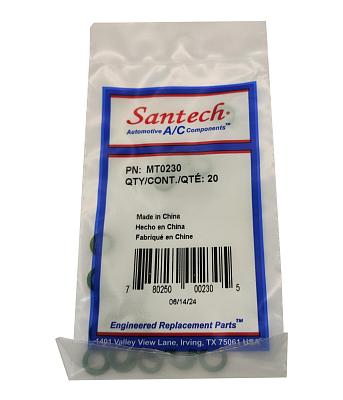 Santech®
Automotive A/C Components™
PN: MT0230
QTY/CONT./QTÉ: 20
Made in China
Hecho en China
Fabriqué en Chine
7 80250 00230 5
06/14/24
Engineered Replacement Parts™
1401 Valley View Lane, Irving, TX 75061 USA